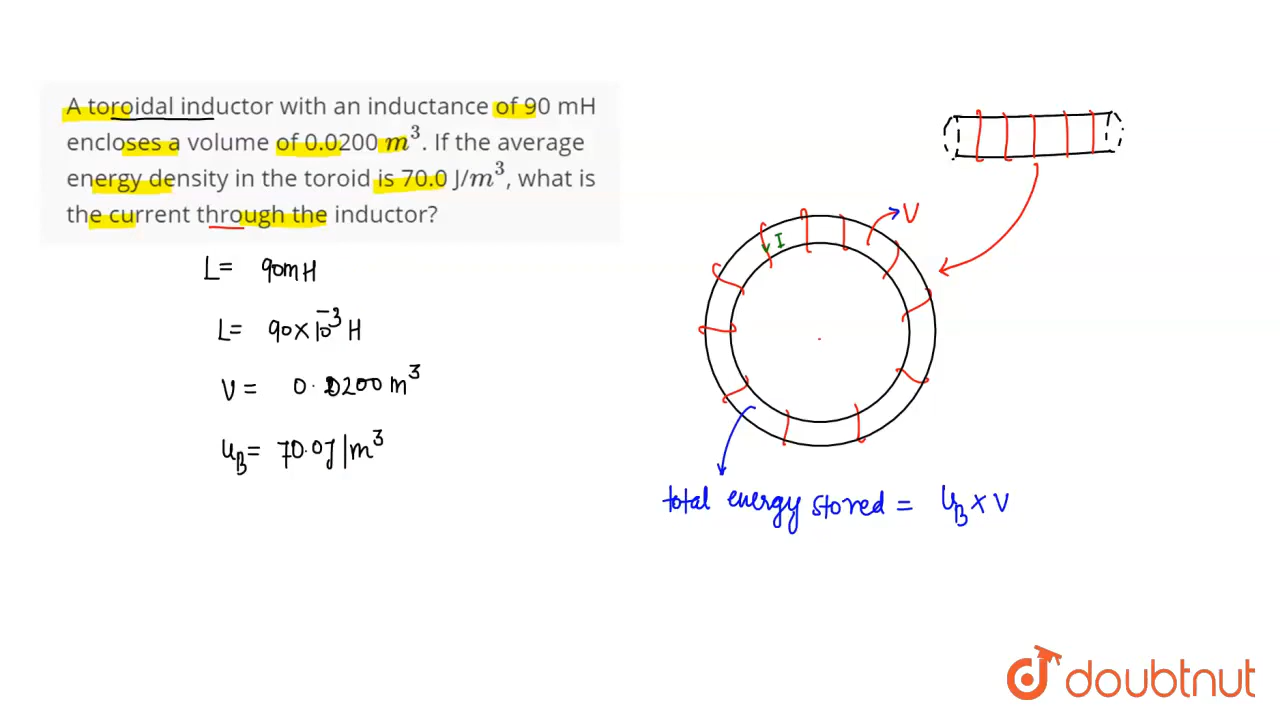 A toroidal inductor with an inductance of 90 mH
encloses a volume of 0.0200 m³. If the average
energy density in the toroid is 70.0 J/m³, what is
the current through the inductor?
L= 90mH
L= 90×10⁻³ H
V= 0.0200 m³
u_B= 70.0J/m³
V
I
total energy stored = u_B × V
doubtnut